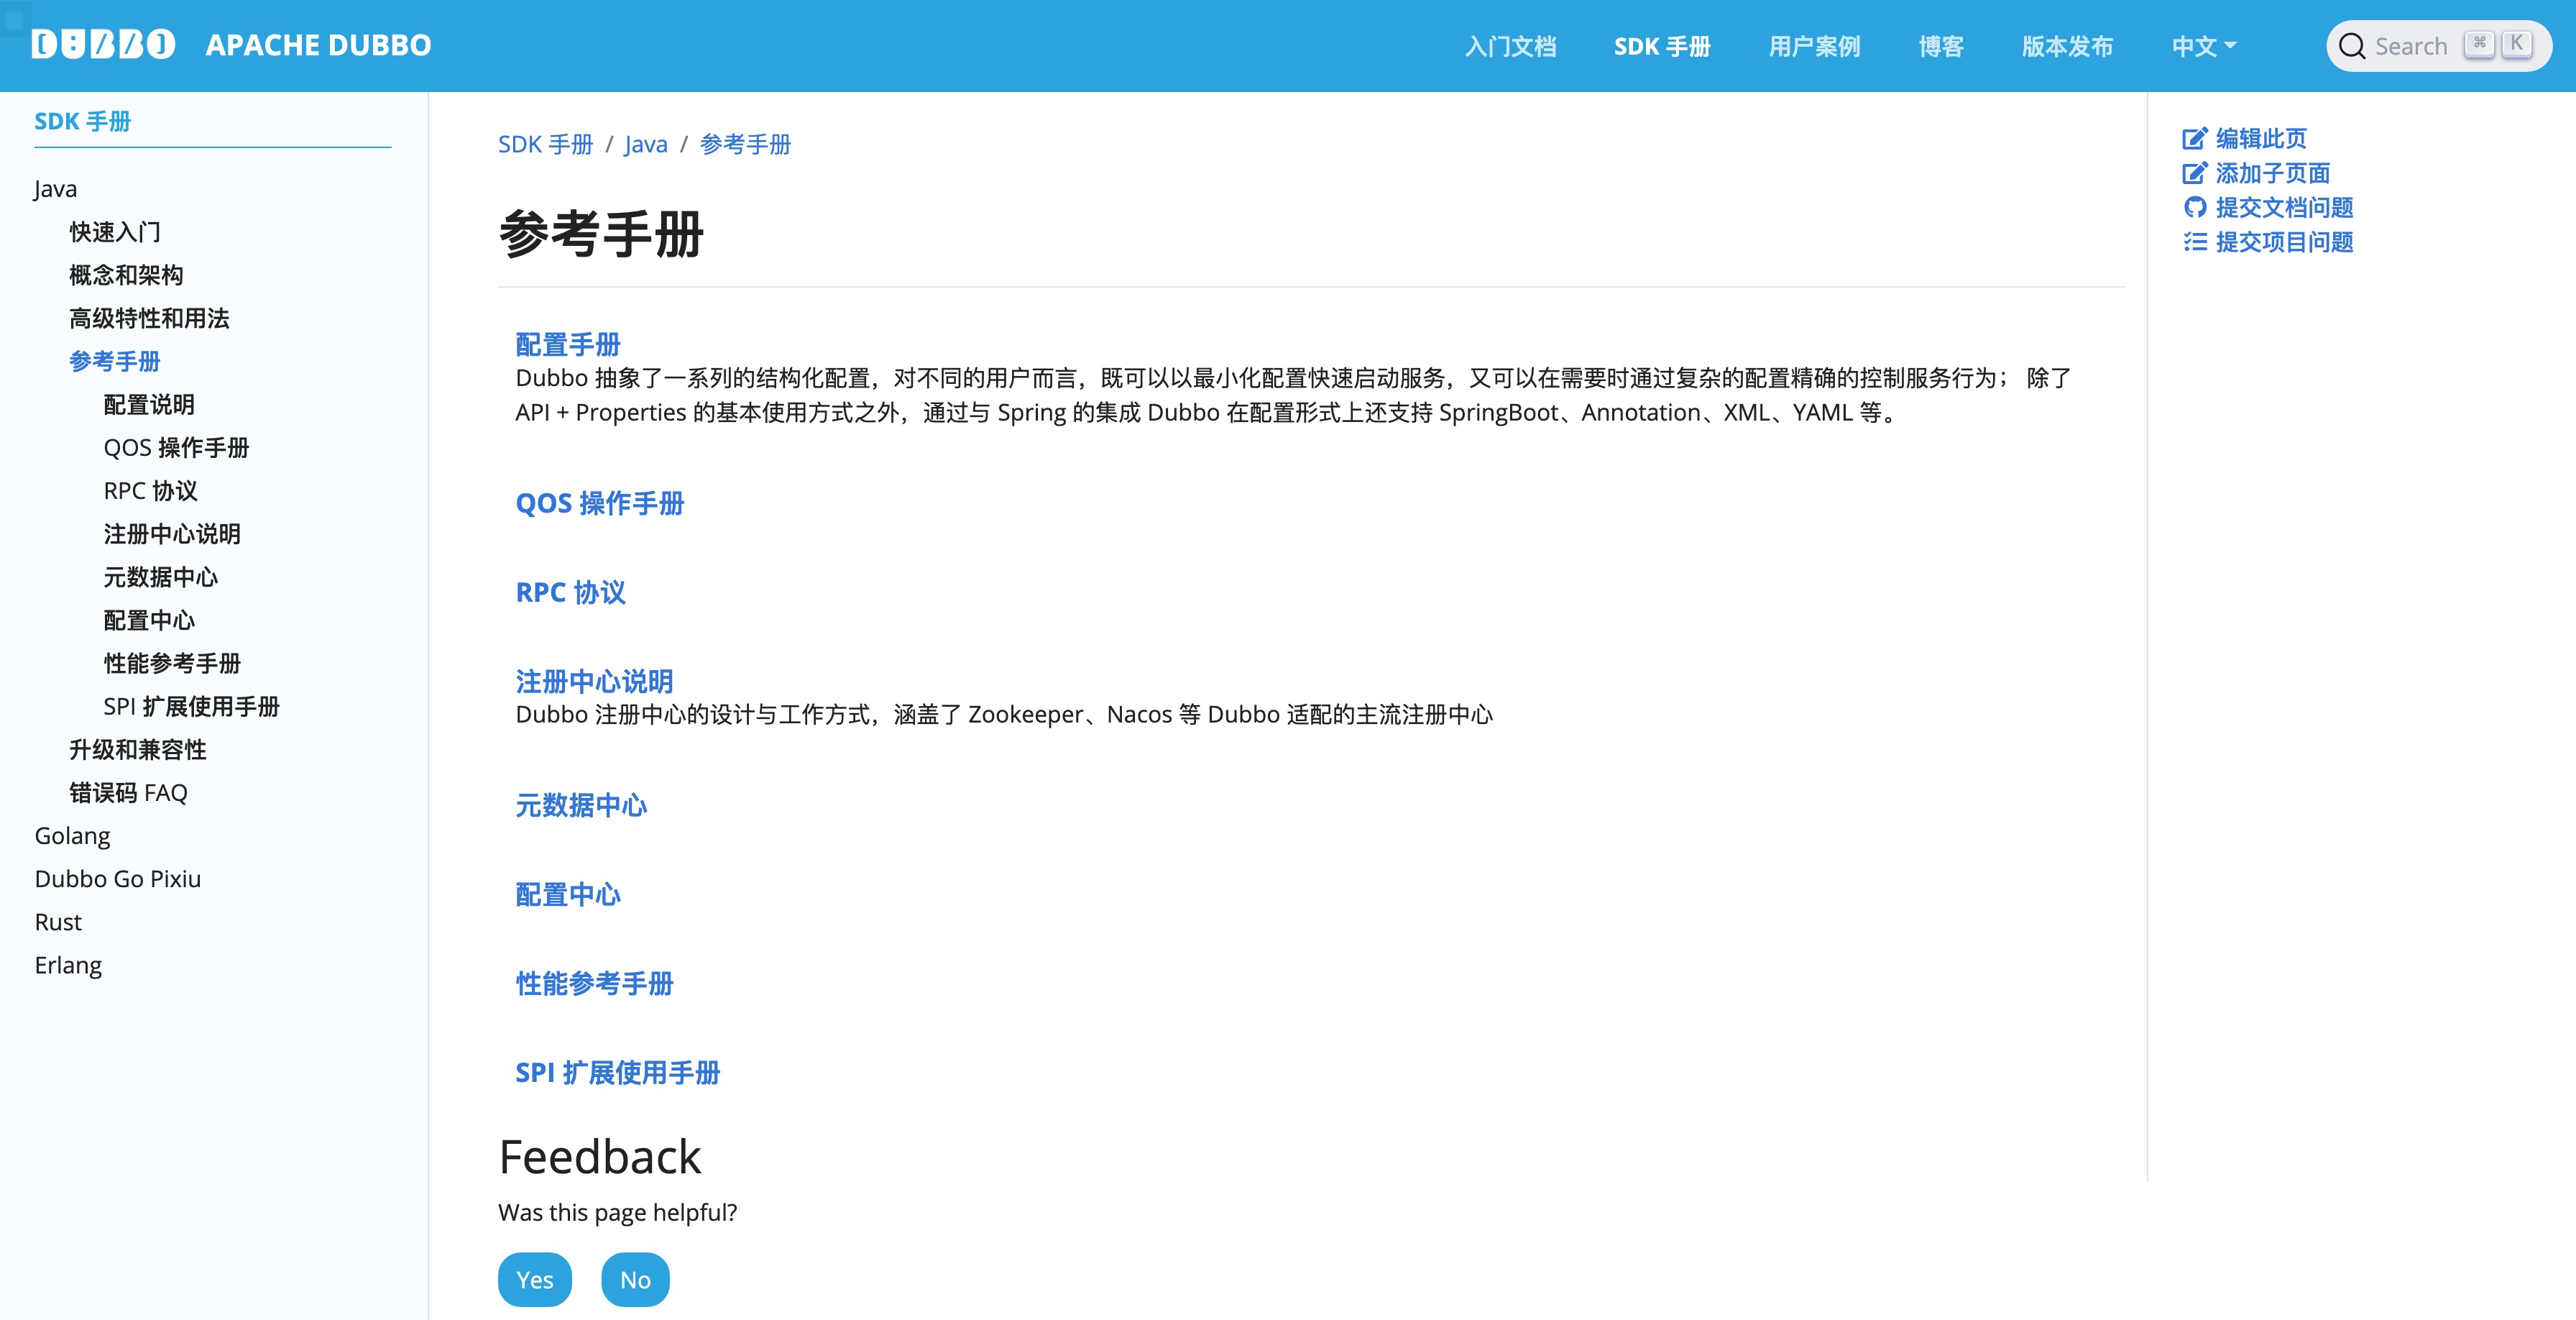 DUBBO APACHE DUBBO 入门文档 SDK 手册 用户案例 博客 版本发布 中文 Search ⌘ K
SDK 手册
Java
快速入门
概念和架构
高级特性和用法
参考手册
配置说明
QOS 操作手册
RPC 协议
注册中心说明
元数据中心
配置中心
性能参考手册
SPI 扩展使用手册
升级和兼容性
错误码 FAQ
Golang
Dubbo Go Pixiu
Rust
Erlang
SDK 手册 / Java / 参考手册
参考手册
配置手册
Dubbo 抽象了一系列的结构化配置，对不同的用户而言，既可以以最小化配置快速启动服务，又可以在需要时通过复杂的配置精确的控制服务行为； 除了
API + Properties 的基本使用方式之外，通过与 Spring 的集成 Dubbo 在配置形式上还支持 SpringBoot、Annotation、XML、YAML 等。
QOS 操作手册
RPC 协议
注册中心说明
Dubbo 注册中心的设计与工作方式，涵盖了 Zookeeper、Nacos 等 Dubbo 适配的主流注册中心
元数据中心
配置中心
性能参考手册
SPI 扩展使用手册
Feedback
Was this page helpful?
Yes No
编辑此页
添加子页面
提交文档问题
提交项目问题